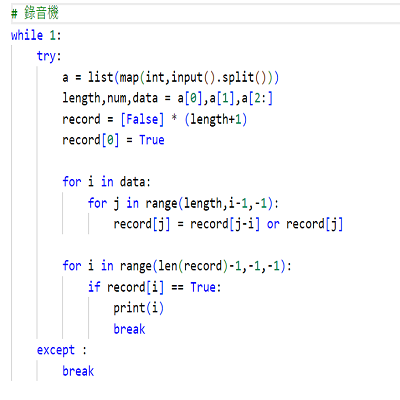 # 錄音機
while 1:
    try:
        a = list(map(int,input().split()))
        length,num,data = a[0],a[1],a[2:]
        record = [False] * (length+1)
        record[0] = True

        for i in data:
            for j in range(length,i-1,-1):
                record[j] = record[j-i] or record[j]

        for i in range(len(record)-1,-1,-1):
            if record[i] == True:
                print(i)
                break
    except :
        break